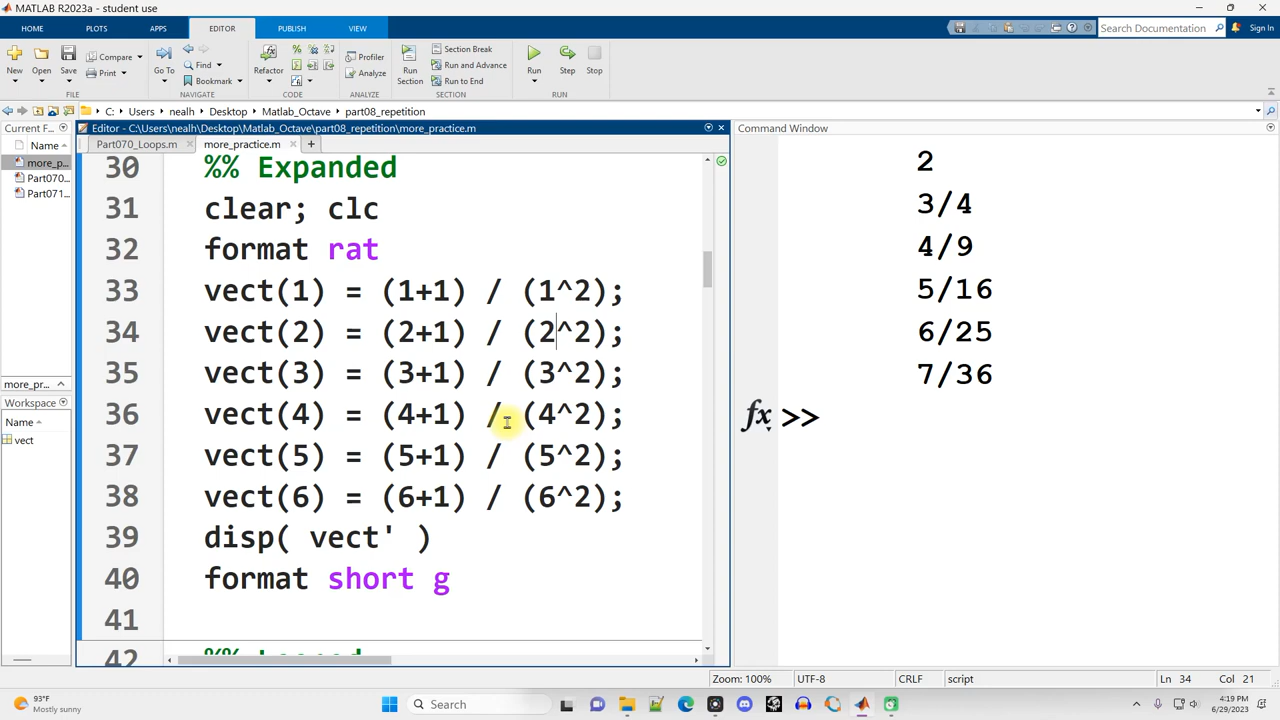 MATLAB R2023a - student use
HOME PLOTS APPS EDITOR PUBLISH VIEW
Search Documentation
Sign In
New Open Save Compare Print
Go To Find Bookmark
Refactor
Profiler Analyze
Run Section
Section Break
Run and Advance
Run to End
Run Step Stop
FILE NAVIGATE CODE ANALYZE SECTION RUN
C: Users nealh Desktop Matlab_Octave part08_repetition
Current F
Name
more_p...
Part070...
Part071...
more_pr...
Workspace
Name
vect
Editor - C:\Users\nealh\Desktop\Matlab_Octave\part08_repetition\more_practice.m
Part070_Loops.m more_practice.m
30 %% Expanded
31 clear; clc
32 format rat
33 vect(1) = (1+1) / (1^2);
34 vect(2) = (2+1) / (2^2);
35 vect(3) = (3+1) / (3^2);
36 vect(4) = (4+1) / (4^2);
37 vect(5) = (5+1) / (5^2);
38 vect(6) = (6+1) / (6^2);
39 disp( vect' )
40 format short g
41
42 %%
Command Window
2
3/4
4/9
5/16
6/25
7/36
fx >>
Zoom: 100% UTF-8 CRLF script Ln 34 Col 21
93°F
Mostly sunny
Search
4:19 PM
6/29/2023